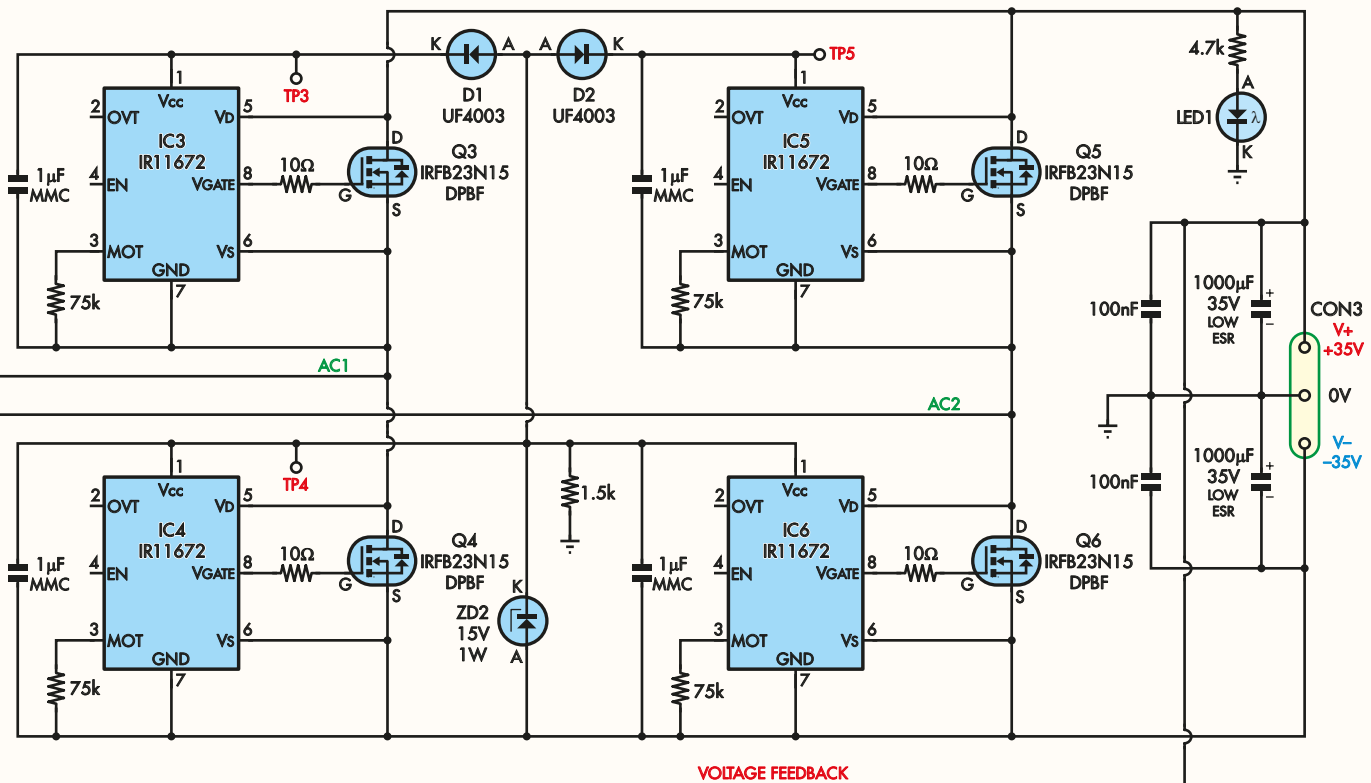 K
A
A
K
TP5
D1
UF4003
D2
UF4003
4.7k
A
LED1
λ
K
1
TP3
2
OVT
Vcc
VD
5
IC3
IR11672
4
EN
VGATE
8
10Ω
D
Q3
IRFB23N15
DPBF
G
S
1µF
MMC
3
MOT
VS
6
GND
7
75k
1
2
OVT
Vcc
VD
5
IC5
IR11672
4
EN
VGATE
8
10Ω
D
Q5
IRFB23N15
DPBF
G
S
1µF
MMC
3
MOT
VS
6
GND
7
75k
100nF
1000µF
35V
LOW
ESR
+
–
CON3
V+
+35V
0V
V–
–35V
100nF
1000µF
35V
LOW
ESR
+
–
AC1
AC2
1
TP4
2
OVT
Vcc
VD
5
IC4
IR11672
4
EN
VGATE
8
10Ω
D
Q4
IRFB23N15
DPBF
G
S
1µF
MMC
3
MOT
VS
6
GND
7
75k
1.5k
K
ZD2
15V
1W
A
1
2
OVT
Vcc
VD
5
IC6
IR11672
4
EN
VGATE
8
10Ω
D
Q6
IRFB23N15
DPBF
G
S
1µF
MMC
3
MOT
VS
6
GND
7
75k
VOLTAGE FEEDBACK